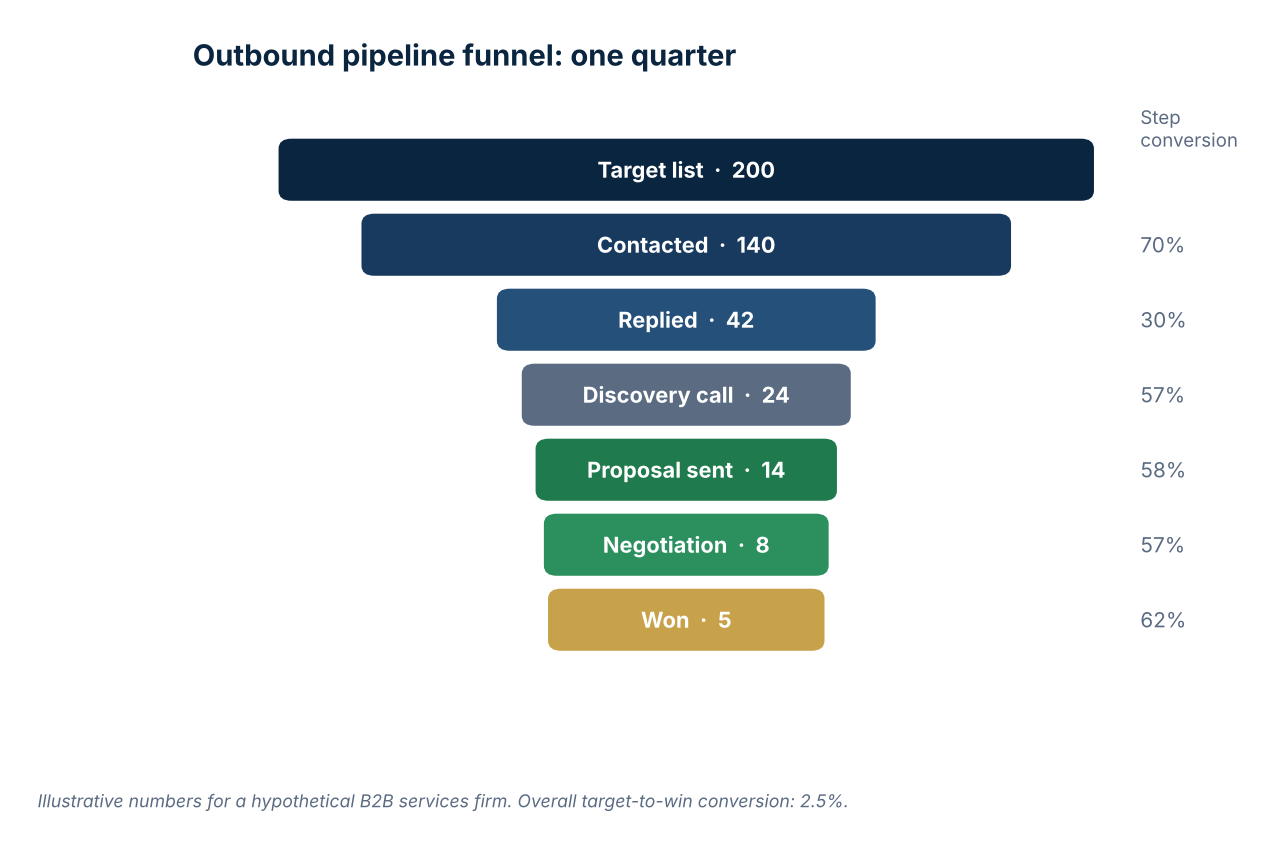 Outbound pipeline funnel: one quarter
Step
conversion
Target list · 200
Contacted · 140
70%
Replied · 42
30%
Discovery call · 24
57%
Proposal sent · 14
58%
Negotiation · 8
57%
Won · 5
62%
Illustrative numbers for a hypothetical B2B services firm. Overall target-to-win conversion: 2.5%.